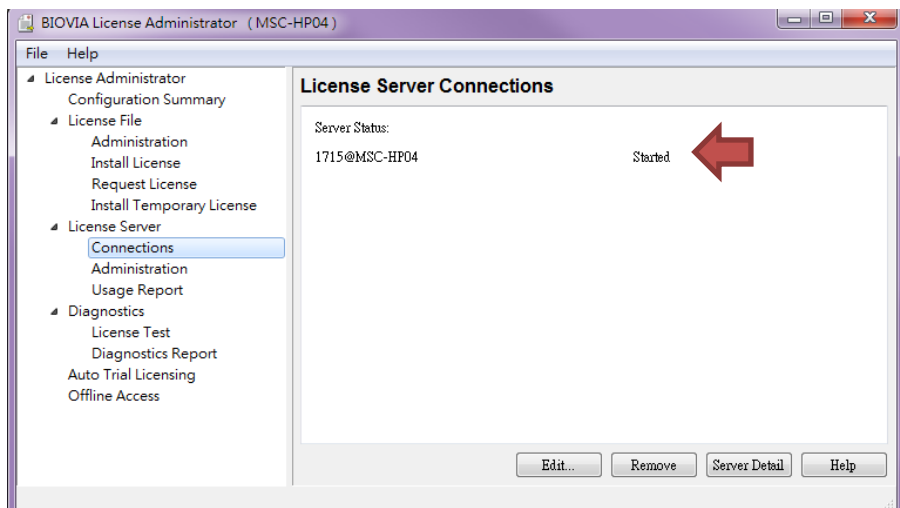 BIOVIA License Administrator （MSC-HP04）
File Help
License Administrator
Configuration Summary
License File
Administration
Install License
Request License
Install Temporary License
License Server
Connections
Administration
Usage Report
Diagnostics
License Test
Diagnostics Report
Auto Trial Licensing
Offline Access
License Server Connections
Server Status:
1715@MSC-HP04 Started
Edit... Remove Server Detail Help